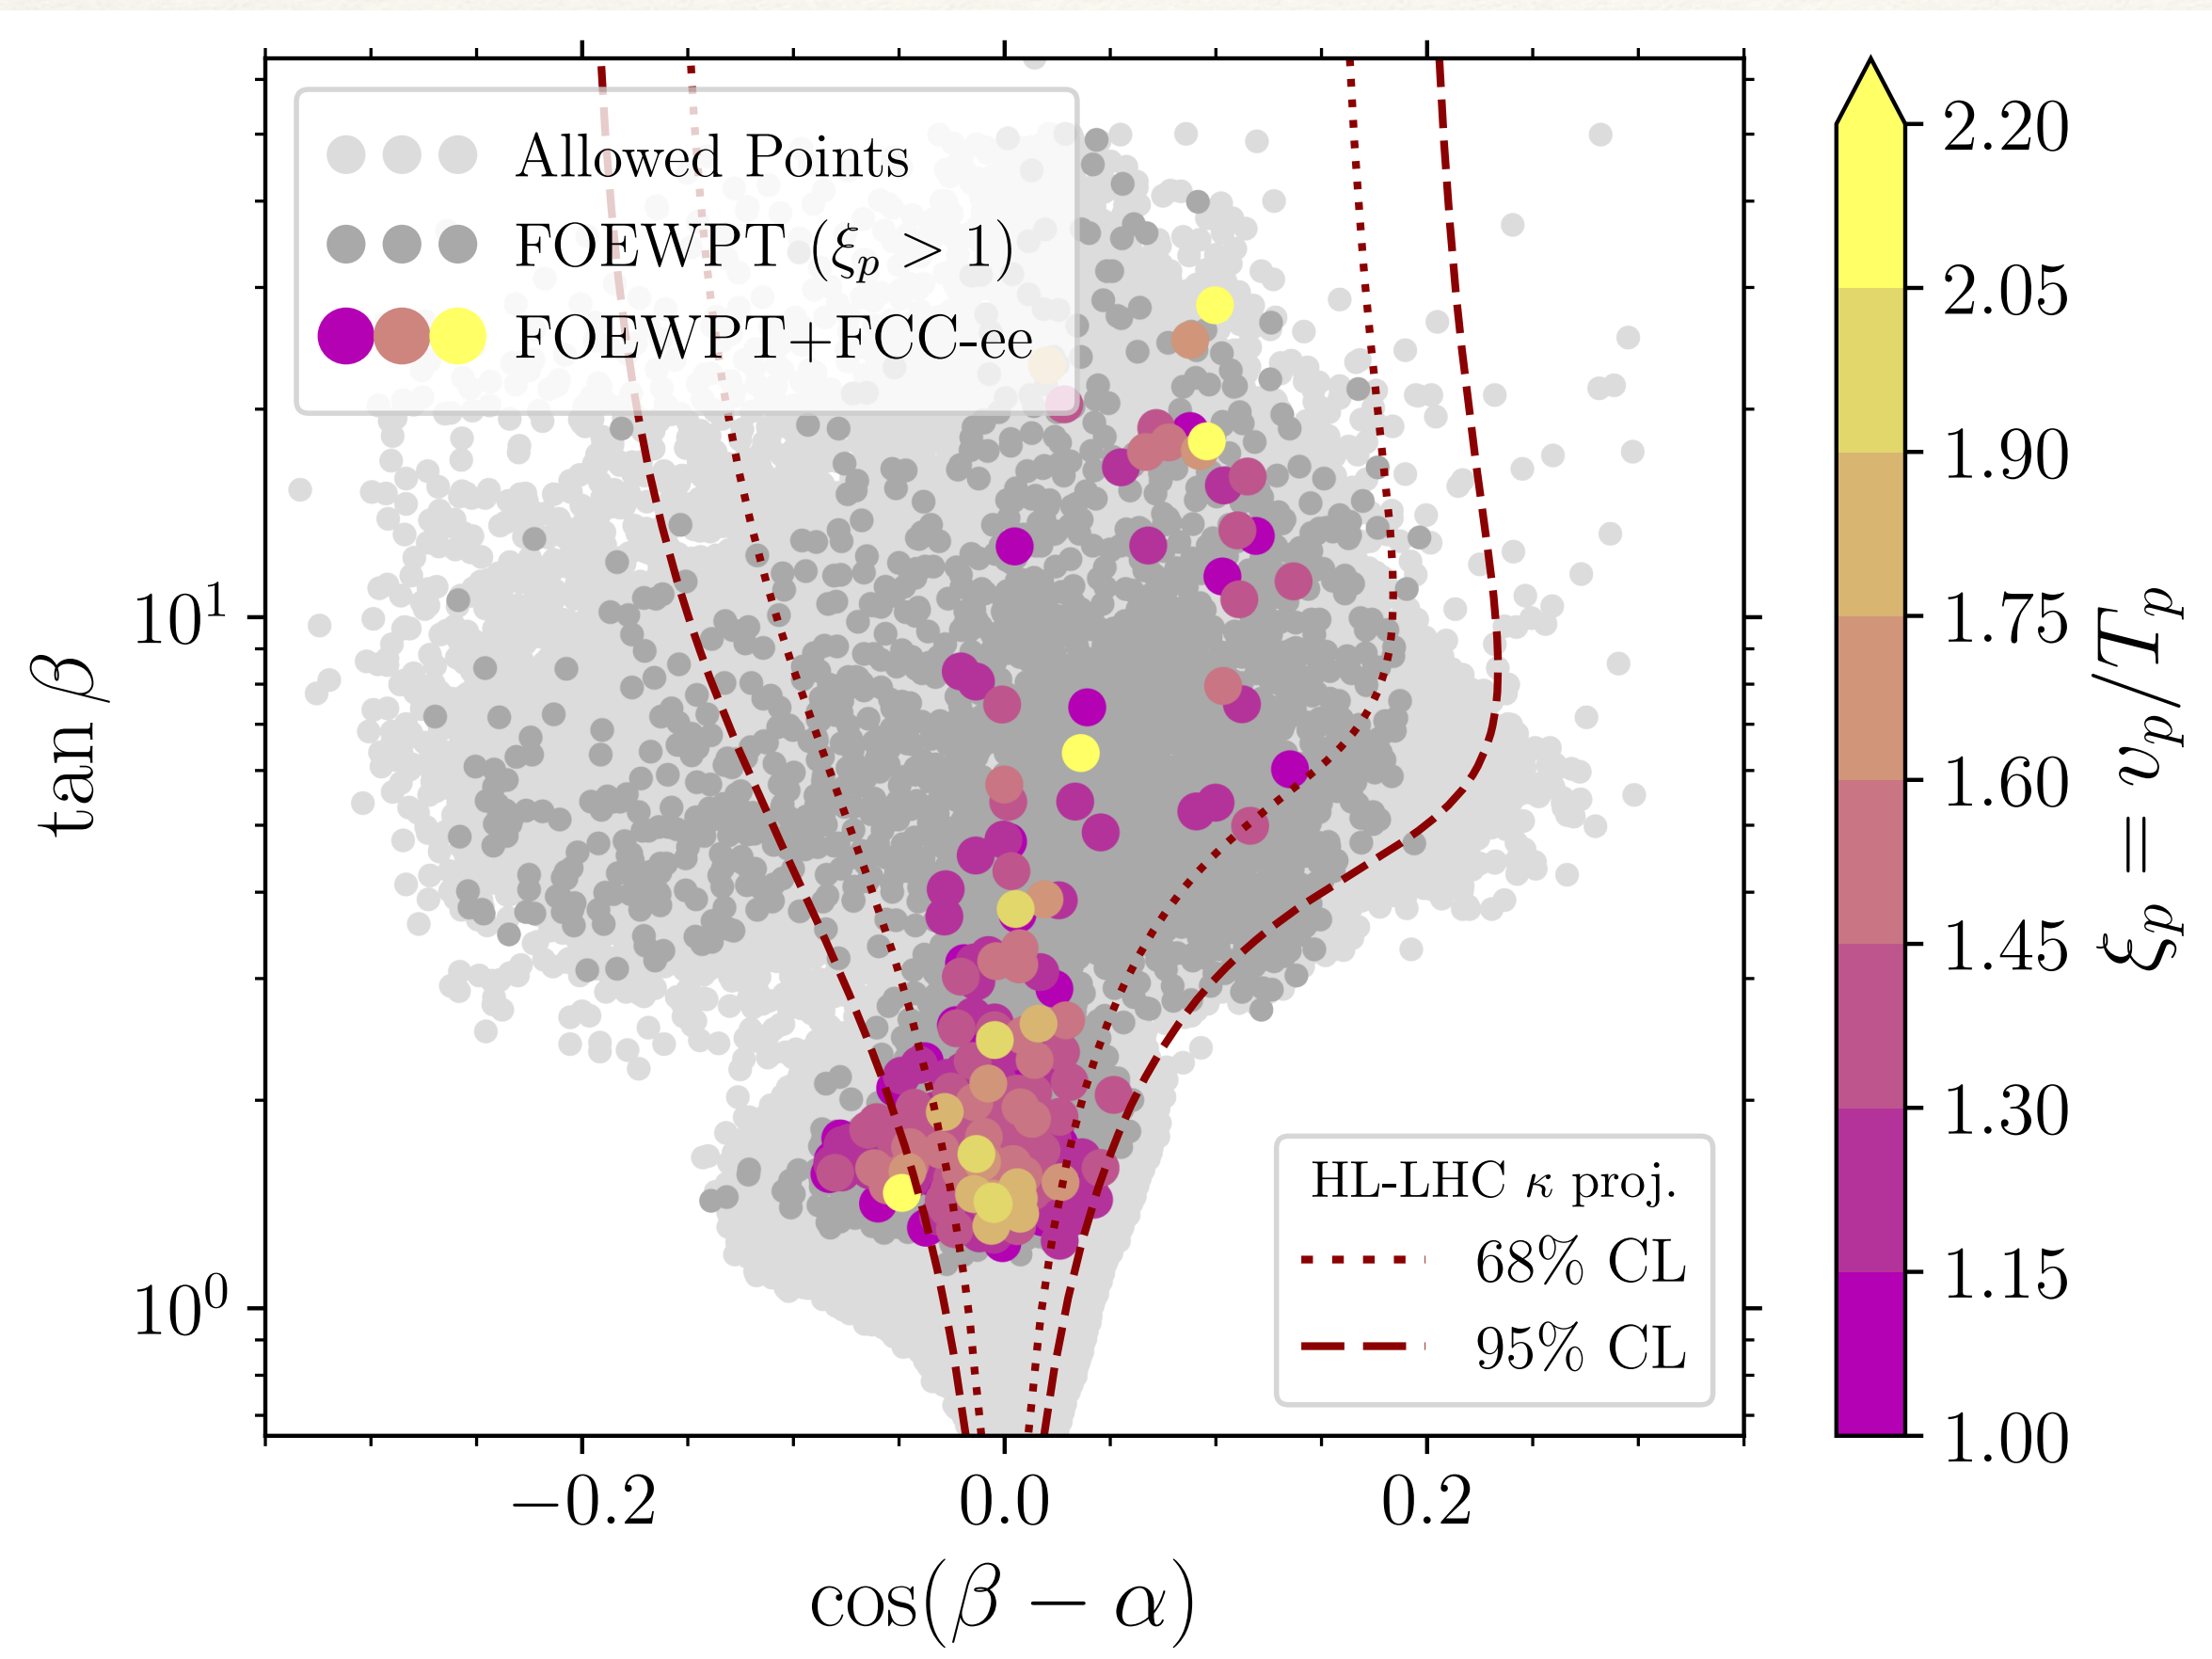 Allowed Points
FOEWPT (ξₚ > 1)
FOEWPT+FCC-ee
HL-LHC κ proj.
68% CL
95% CL
tan β
10¹
10⁰
−0.2
0.0
0.2
cos(β − α)
2.20
2.05
1.90
1.75
1.60
1.45
1.30
1.15
1.00
ξₚ = vₚ/Tₚ